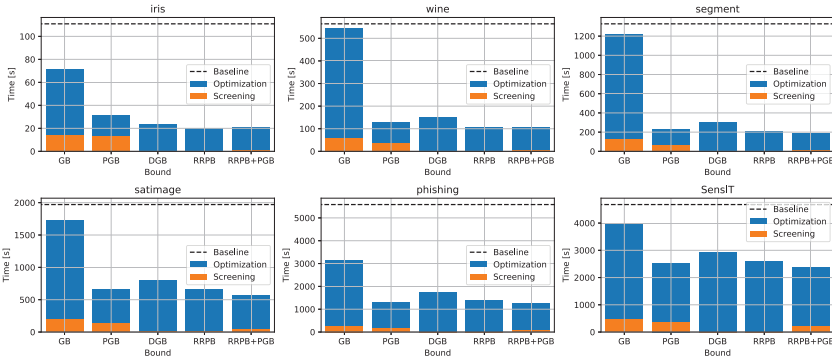 iris
Time [s]
100
80
60
40
20
0
Baseline
Optimization
Screening
GB PGB DGB RRPB RRPB+PGB
Bound
wine
Time [s]
500
400
300
200
100
0
Baseline
Optimization
Screening
GB PGB DGB RRPB RRPB+PGB
Bound
segment
Time [s]
1200
1000
800
600
400
200
0
Baseline
Optimization
Screening
GB PGB DGB RRPB RRPB+PGB
Bound
satimage
Time [s]
2000
1500
1000
500
0
Baseline
Optimization
Screening
GB PGB DGB RRPB RRPB+PGB
Bound
phishing
Time [s]
5000
4000
3000
2000
1000
0
Baseline
Optimization
Screening
GB PGB DGB RRPB RRPB+PGB
Bound
SensIT
Time [s]
4000
3000
2000
1000
0
Baseline
Optimization
Screening
GB PGB DGB RRPB RRPB+PGB
Bound